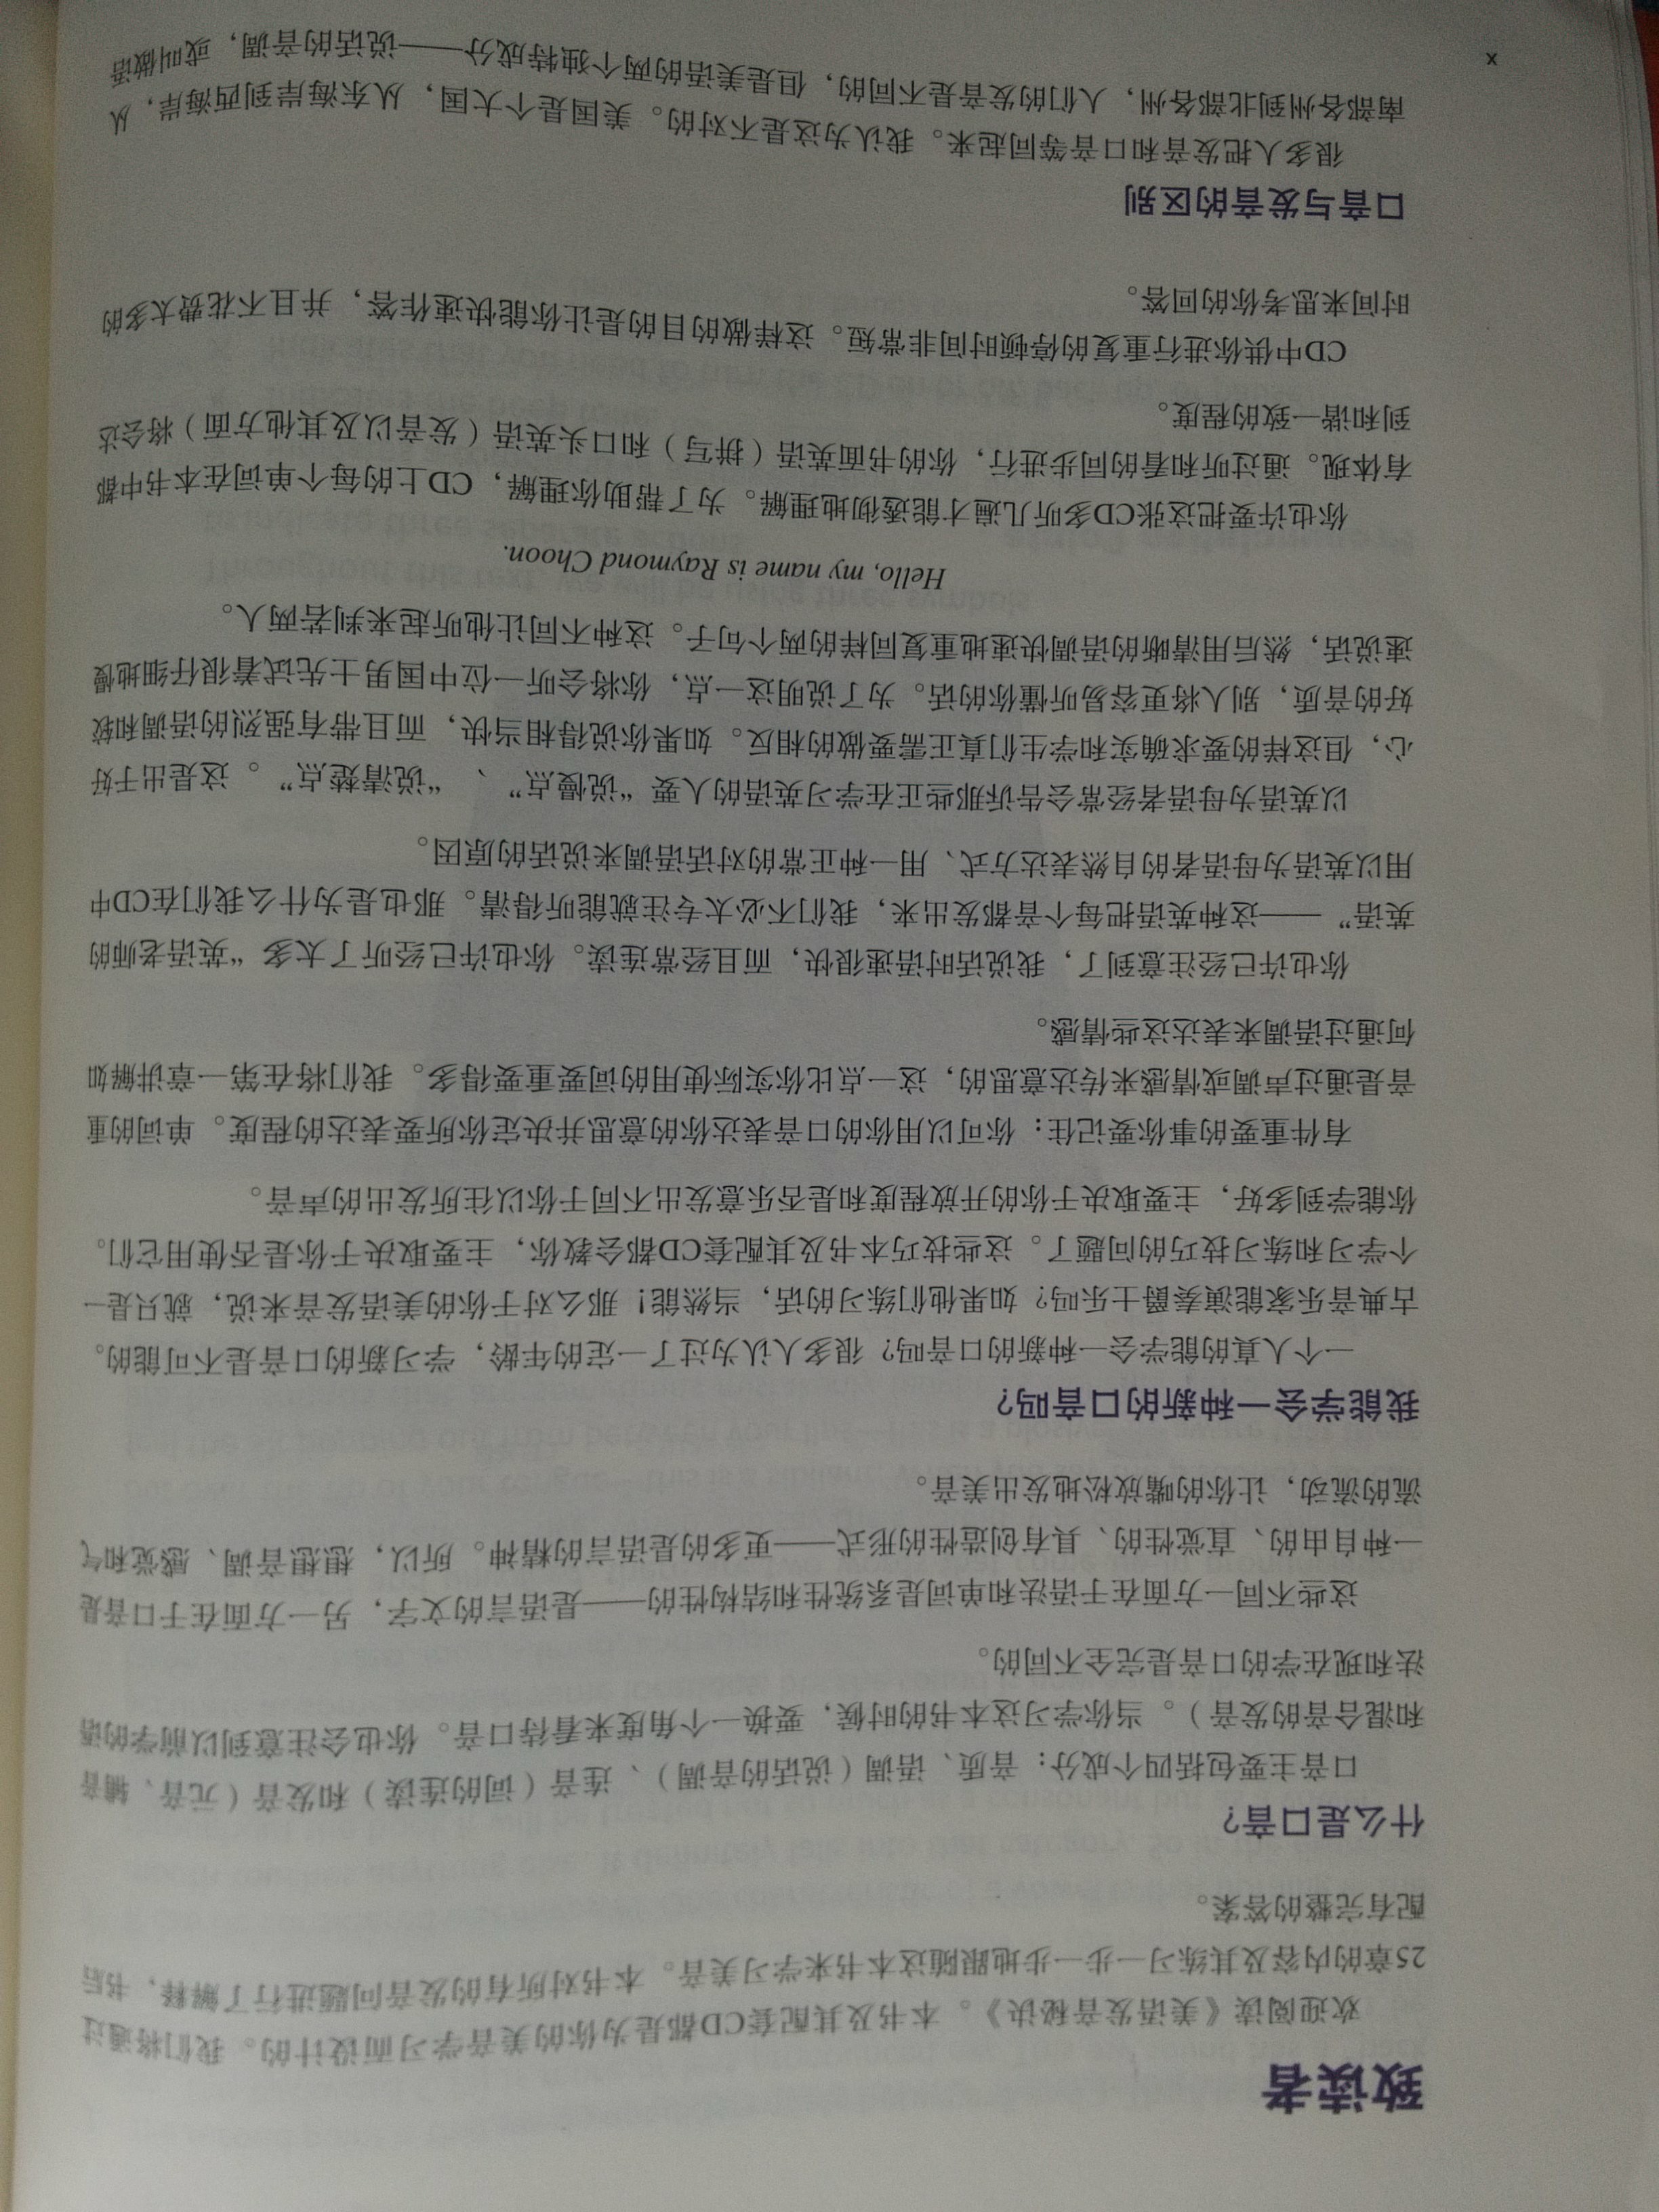 致读者
欢迎阅读《美语发音秘诀》。本书及其配套CD都是为你的美音学习而设计的。我们将通过
25章的内容及其练习一步一步地跟随这本书来学习美音。本书对所有的发音问题进行了解释，书后
配有完整的答案。
什么是口音？
口音主要包括四个成分：音质、语调（说话的音调）、连音（词的连读）和发音（元音、辅音
和混合音的发音）。当你学习这本书的时候，要换一个角度来看待口音。你也会注意到以前学的语
法和现在学的口音是完全不同的。
这些不同一方面在于语法和单词是系统性和结构性的——是语言的文字，另一方面在于口音是
一种自由的、直觉性的、具有创造性的形式——更多的是语言的精神。所以，想想音调、感觉和气
流的流动，让你的嘴放松地发出美音。
我能学会一种新的口音吗？
一个人真的能学会一种新的口音吗？很多人认为过了一定的年龄，学习新的口音是不可能的。
古典音乐家能演奏爵士乐吗？如果他们练习的话，当然能！那么对于你的美语发音来说，就只是一
个学习和练习技巧的问题了。这些技巧本书及其配套CD都会教你，主要取决于你是否使用它们。
你能学到多好，主要取决于你的开放程度和是否乐意发出不同于你以往所发出的声音。
有件重要的事你要记住：你可以用你的口音表达你的意思并决定你所要表达的程度。单词的重
音是通过声调或情感来传达意思的，这一点比你实际使用的词要重要得多。我们将在第一章讲解如
何通过语调来表达这些情感。
你也许已经注意到了，我说话时语速很快，而且经常连读。你也许已经听了太多“英语老师的
英语”——这种英语把每个音都发出来，我们不必太专注就能听得清。那也是为什么我们在CD中
用以英语为母语者的自然表达方式、用一种正常的对话语调来说话的原因。
以英语为母语者经常会告诉那些正在学习英语的人要“说慢点”、“说清楚点”。这是出于好
心，但这样的要求确实和学生们真正需要做的相反。如果你说得相当快，而且带有强烈的语调和较
好的音质，别人将更容易听懂你的话。为了说明这一点，你将会听一位中国男士先试着很仔细地慢
速说话，然后用清晰的语调快速地重复同样的两个句子。这种不同让他听起来判若两人。
Hello, my name is Raymond Choon.
你也许要把这张CD多听几遍才能透彻地理解。为了帮助你理解，CD上的每个单词在本书中都
有体现。通过听和看的同步进行，你的书面英语（拼写）和口头英语（发音以及其他方面）将会达
到和谐一致的程度。
CD中供你进行重复的停顿时间非常短。这样做的目的是让你能快速作答，并且不花费太多的
时间来思考你的回答。
口音与发音的区别
很多人把发音和口音等同起来。我认为这是不对的。美国是个大国，从东海岸到西海岸，从
南部各州到北部各州，人们的发音是不同的，但是美语的两个独特成分——说话的音调，或叫做语
x